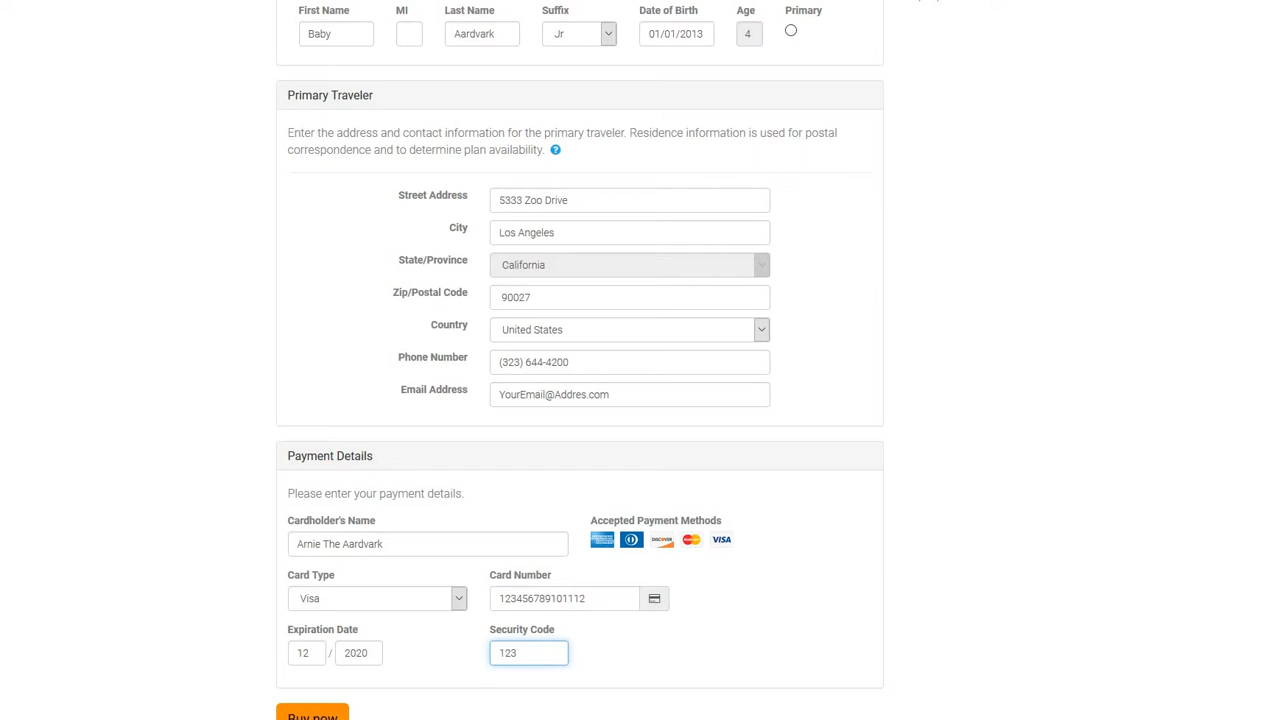 First Name MI Last Name Suffix Date of Birth Age Primary
Baby Aardvark Jr 01/01/2013 4
Primary Traveler
Enter the address and contact information for the primary traveler. Residence information is used for postal
correspondence and to determine plan availability. ?
Street Address 5333 Zoo Drive
City Los Angeles
State/Province California
Zip/Postal Code 90027
Country United States
Phone Number (323) 644-4200
Email Address YourEmail@Addres.com
Payment Details
Please enter your payment details.
Cardholder's Name Accepted Payment Methods
Arnie The Aardvark DISCOVER VISA
Card Type Card Number
Visa 123456789101112
Expiration Date Security Code
12 / 2020 123
Buy now